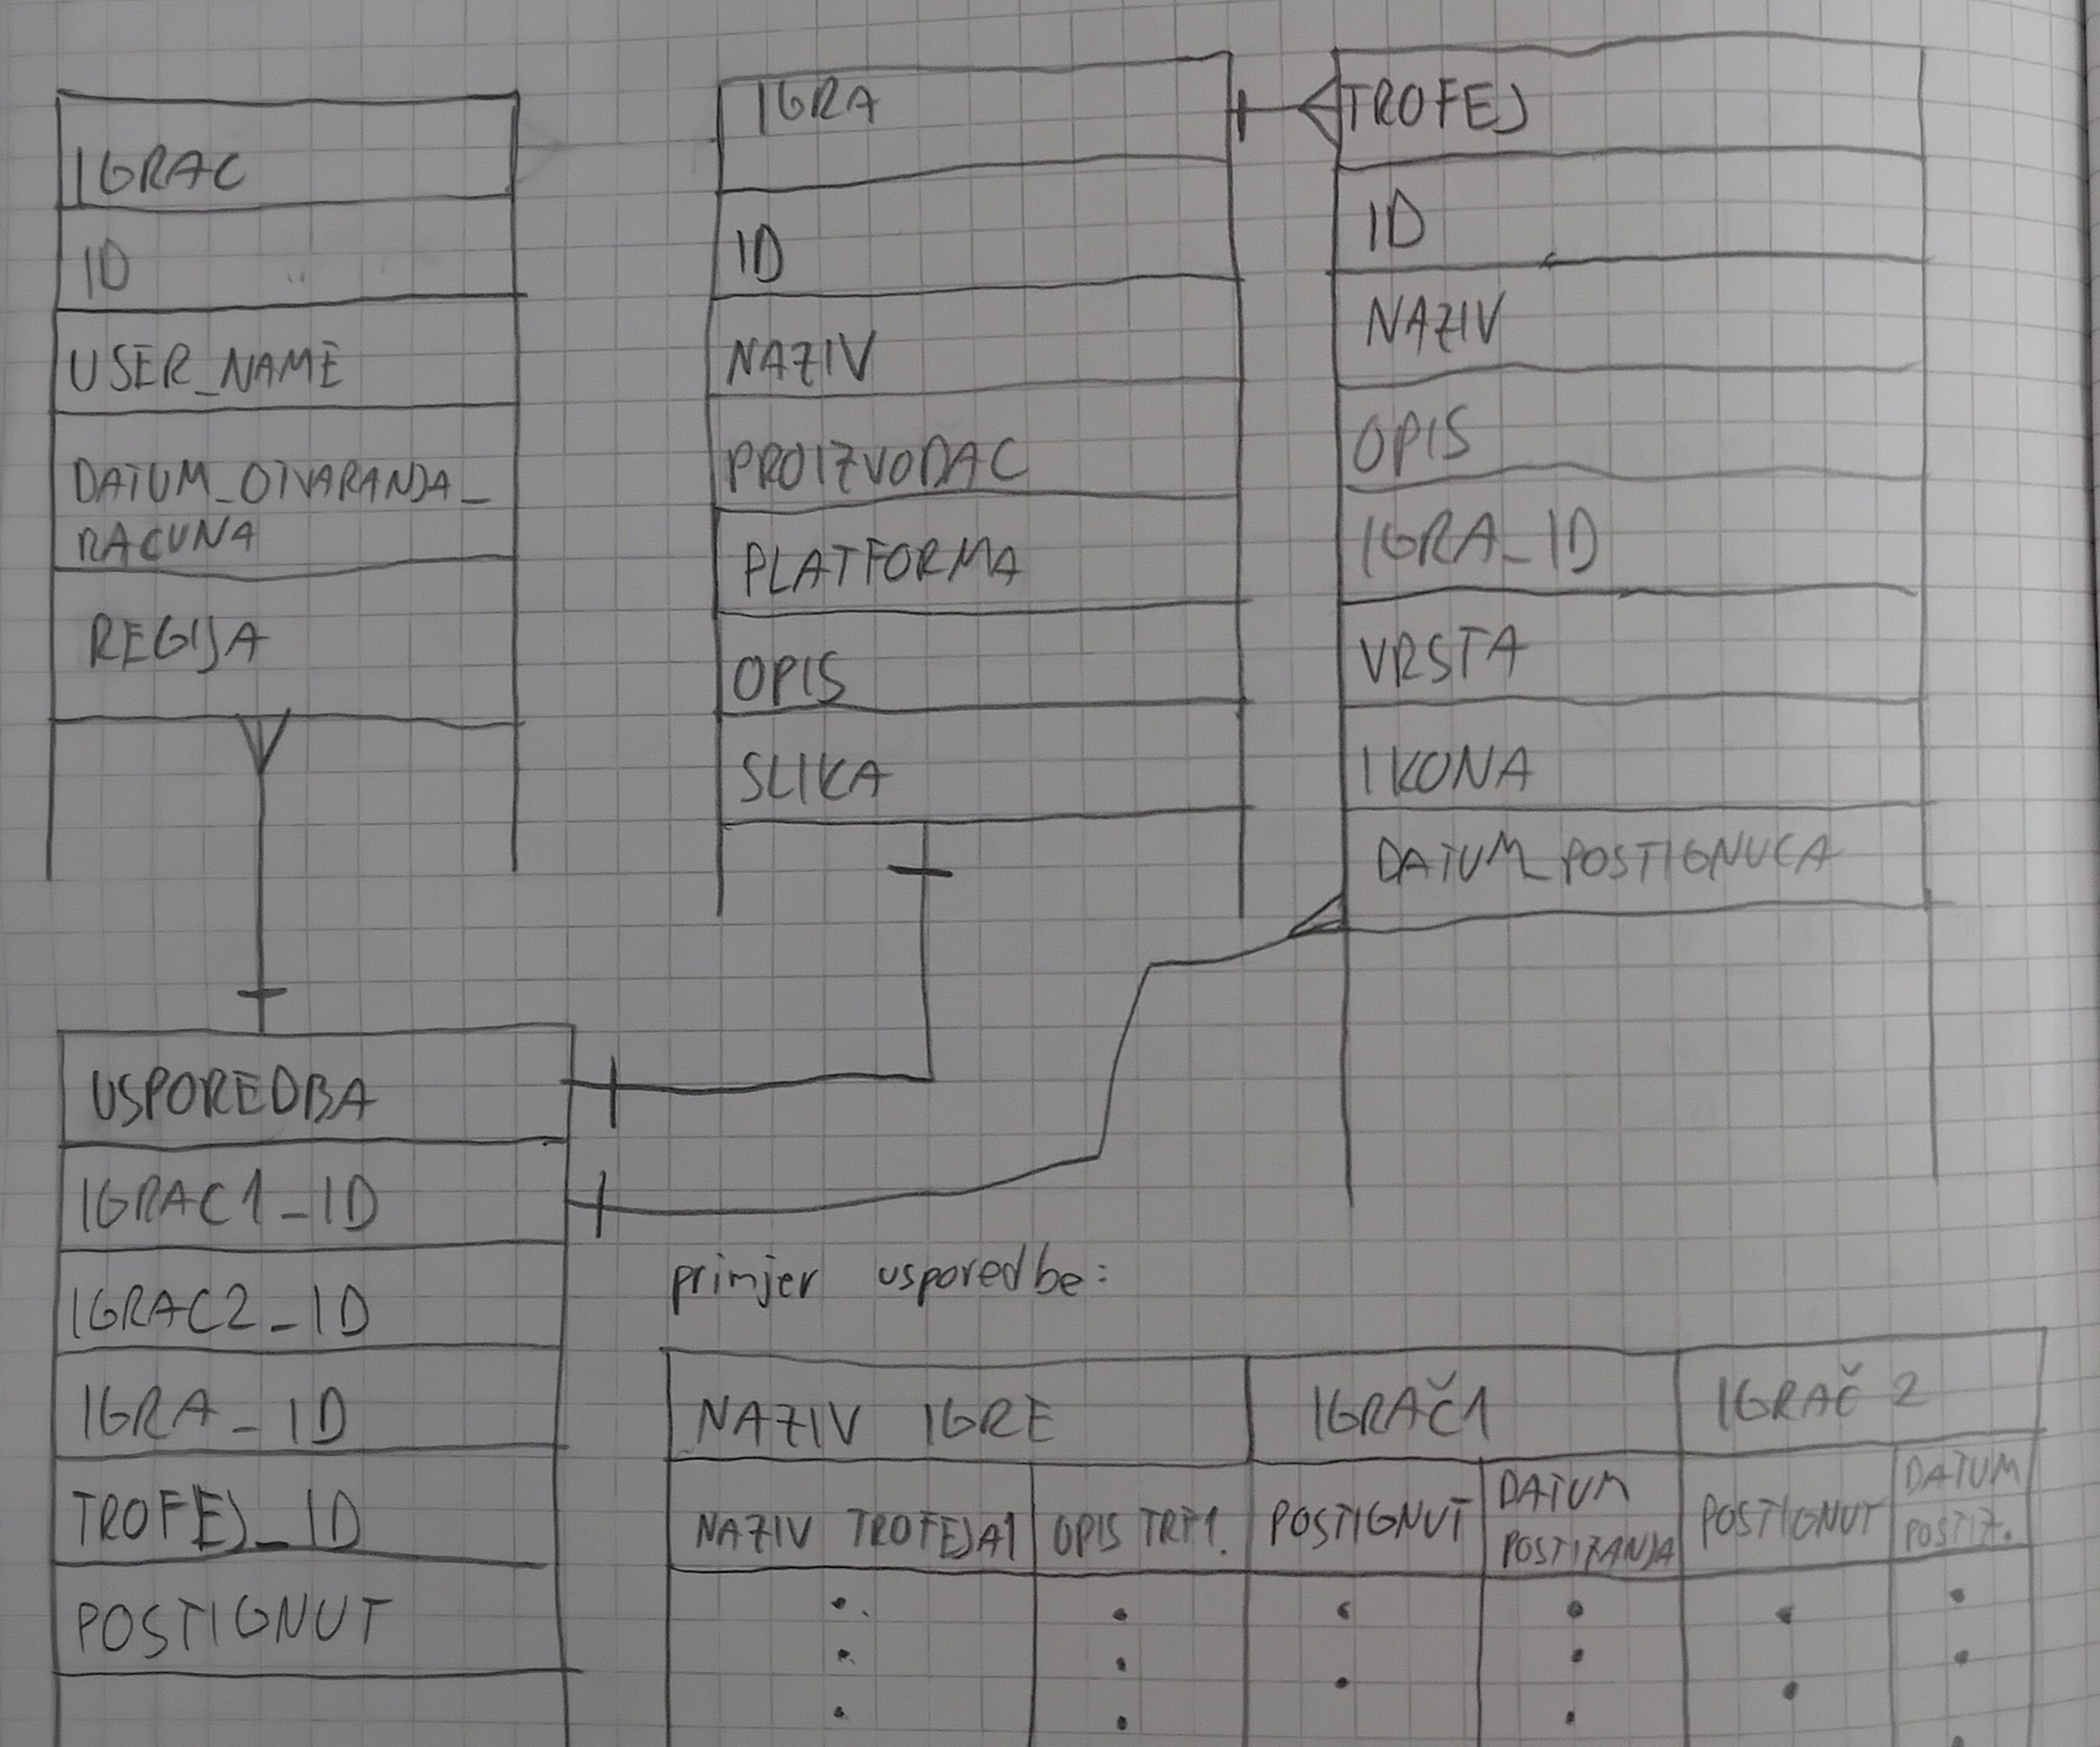 IGRAC
ID
USER_NAME
DATUM_OTVARANJA_
RACUNA
REGIJA
IGRA
ID
NAZIV
PROIZVODAC
PLATFORMA
OPIS
SLIKA
TROFEJ
ID
NAZIV
OPIS
IGRA_ID
VRSTA
IKONA
DATUM_POSTIGNUCA
USPOREDBA
IGRAC1_ID
IGRAC2_ID
IGRA_ID
TROFEJ_ID
POSTIGNUT
primjer usporedbe:
NAZIV IGRE IGRAČ1 IGRAČ 2
NAZIV TROFEJA1 OPIS TRF1. POSTIGNUT DATUM POSTIZANJA POSTIGNUT DATUM POSTIZ.